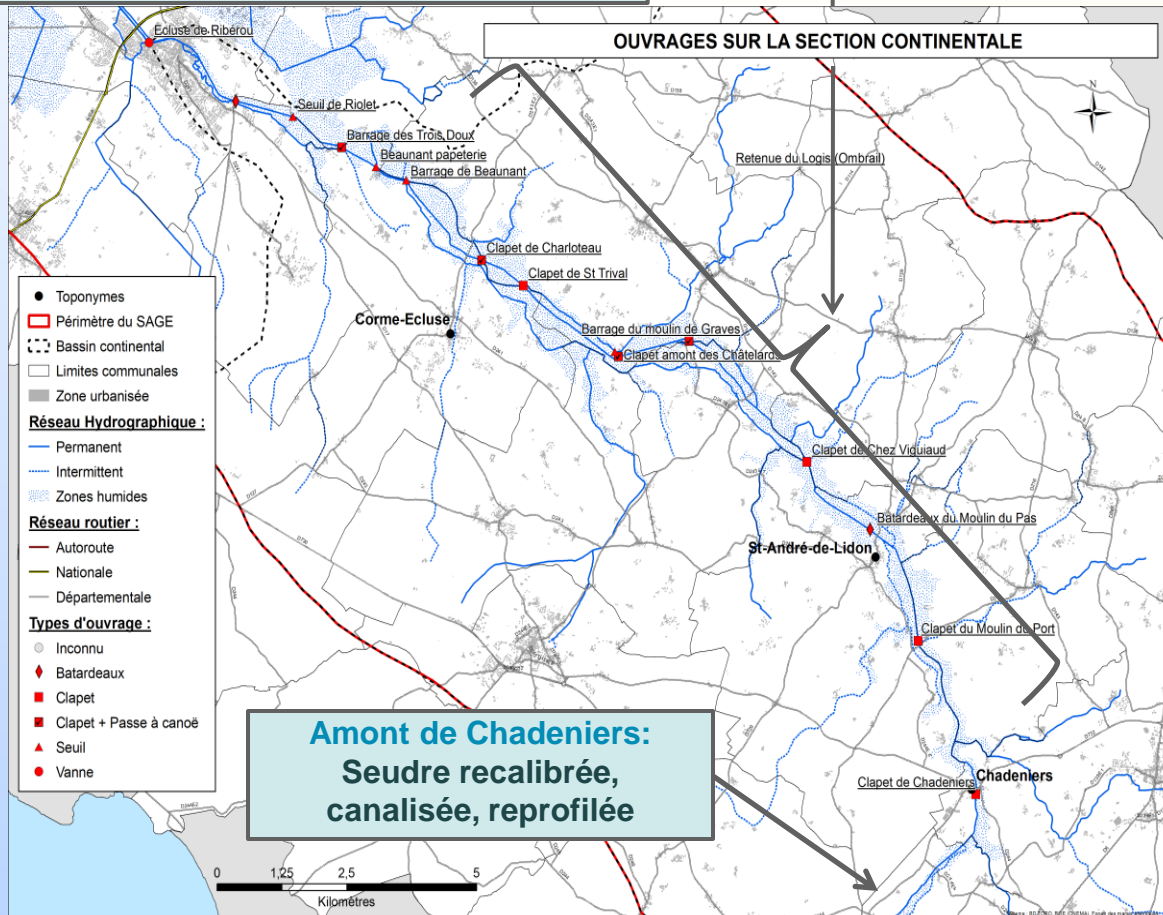 OUVRAGES SUR LA SECTION CONTINENTALE
Ecluse de Ribérou
Seuil de Riolet
Barrage des Trois Doux
Beaunant papeterie
Barrage de Beaunant
Retenue du Logis (Ombrail)
N
Clapet de Charloteau
Clapet de St Trival
Corme-Ecluse
Barrage du moulin de Graves
Clapet amont des Châtelards
Clapet de Chez Viguiaud
Batardeaux du Moulin du Pas
St-André-de-Lidon
Clapet du Moulin du Port
Clapet de Chadeniers
Chadeniers
Toponymes
Périmètre du SAGE
Bassin continental
Limites communales
Zone urbanisée
Réseau Hydrographique :
Permanent
Intermittent
Zones humides
Réseau routier :
Autoroute
Nationale
Départementale
Types d'ouvrage :
Inconnu
Batardeaux
Clapet
Clapet + Passe à canoë
Seuil
Vanne
Amont de Chadeniers:
Seudre recalibrée,
canalisée, reprofilée
0 1,25 2,5 5
Kilomètres